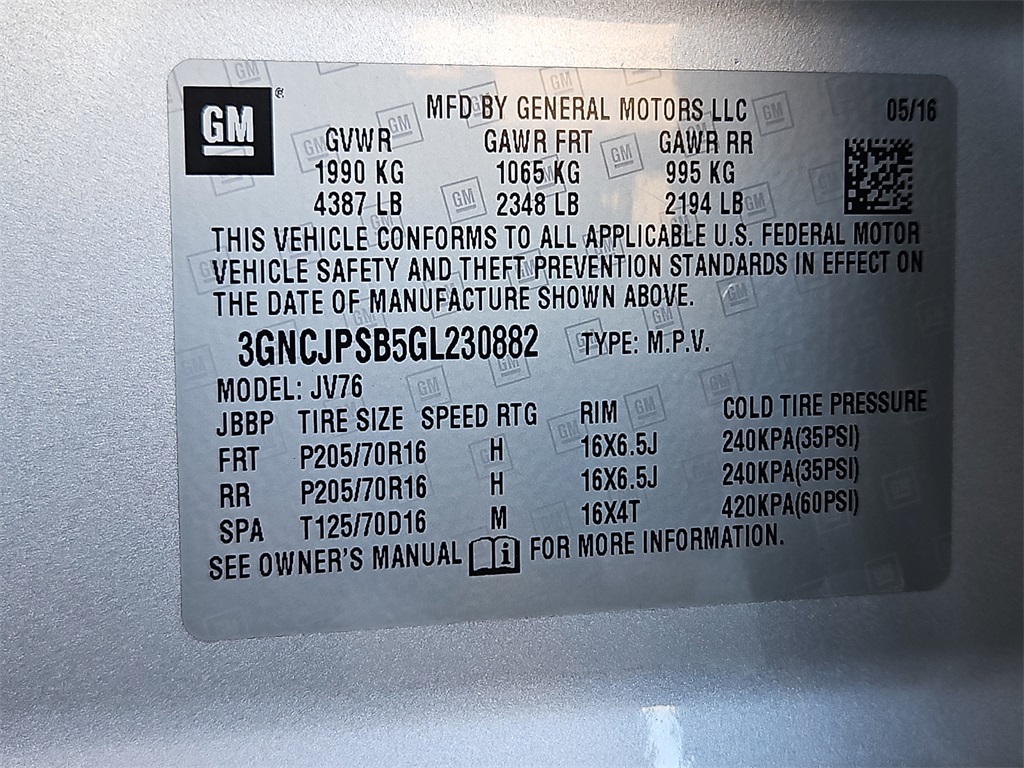 GM ®
MFD BY GENERAL MOTORS LLC 05/16
GVWR GAWR FRT GAWR RR
1990 KG 1065 KG 995 KG
4387 LB 2348 LB 2194 LB
THIS VEHICLE CONFORMS TO ALL APPLICABLE U.S. FEDERAL MOTOR
VEHICLE SAFETY AND THEFT PREVENTION STANDARDS IN EFFECT ON
THE DATE OF MANUFACTURE SHOWN ABOVE.
3GNCJPSB5GL230882 TYPE: M.P.V.
MODEL: JV76
JBBP TIRE SIZE SPEED RTG RIM COLD TIRE PRESSURE
FRT P205/70R16 H 16X6.5J 240KPA(35PSI)
RR P205/70R16 H 16X6.5J 240KPA(35PSI)
SPA T125/70D16 M 16X4T 420KPA(60PSI)
SEE OWNER'S MANUAL i FOR MORE INFORMATION.